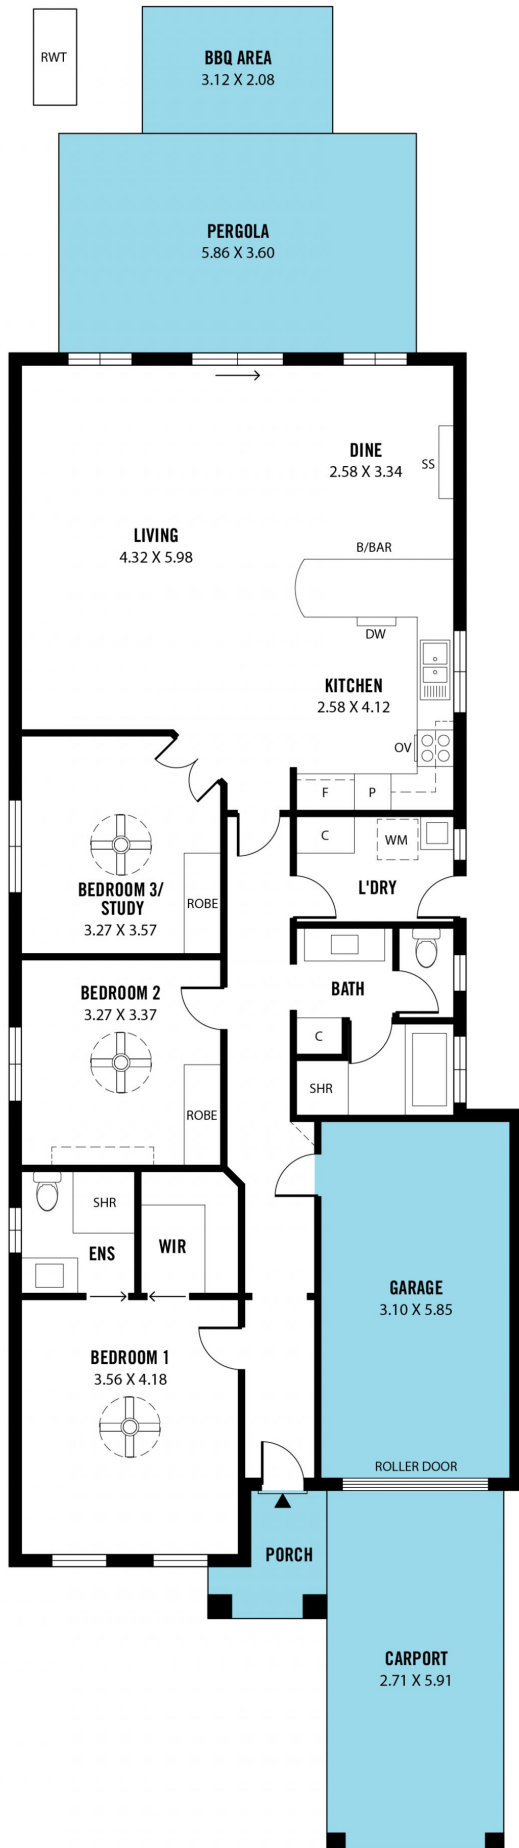 RWT
BBQ AREA
3.12 X 2.08
PERGOLA
5.86 X 3.60
DINE
2.58 X 3.34
SS
LIVING
4.32 X 5.98
B/BAR
DW
KITCHEN
2.58 X 4.12
OV
F
P
C
WM
L'DRY
BEDROOM 3/
STUDY
3.27 X 3.57
ROBE
BATH
BEDROOM 2
3.27 X 3.37
C
SHR
ROBE
SHR
ENS
WIR
GARAGE
3.10 X 5.85
BEDROOM 1
3.56 X 4.18
ROLLER DOOR
PORCH
CARPORT
2.71 X 5.91